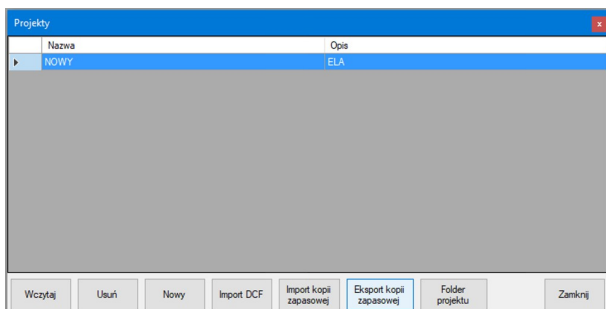 Projekty
x
Nazwa Opis
NOWY ELA
Wczytaj Usuń Nowy Import DCF Import kopii zapasowej Eksport kopii zapasowej Folder projektu Zamknij